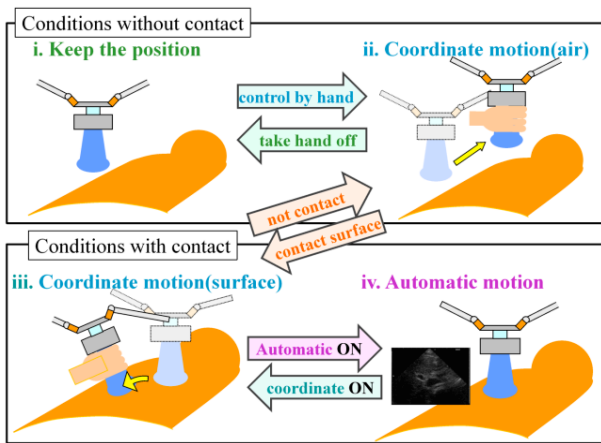 Conditions without contact
i. Keep the position
ii. Coordinate motion(air)
control by hand
take hand off
not contact
contact surface
Conditions with contact
iii. Coordinate motion(surface)
iv. Automatic motion
Automatic ON
coordinate ON